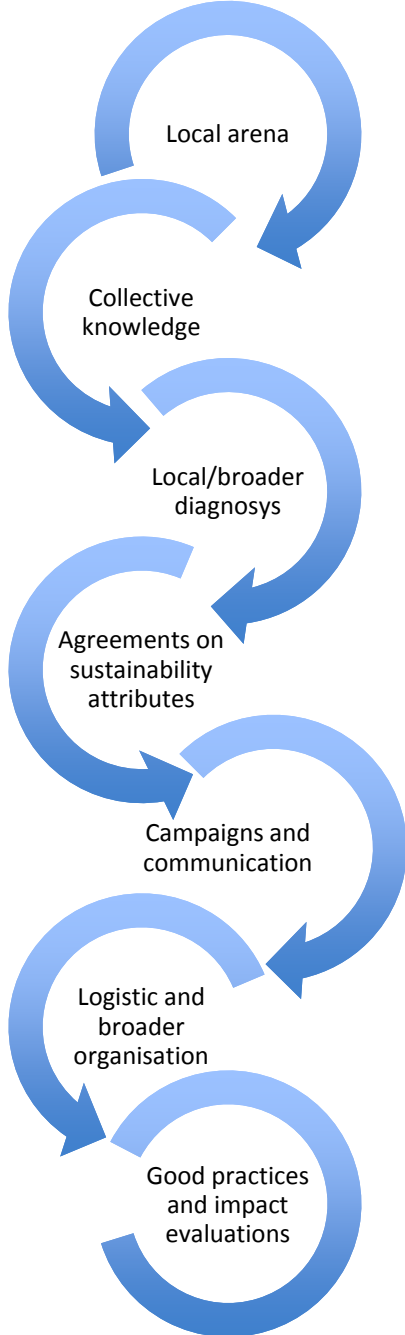 Local arena
Collective
knowledge
Local/broader
diagnosys
Agreements on
sustainability
attributes
Campaigns and
communication
Logistic and
broader
organisation
Good practices
and impact
evaluations